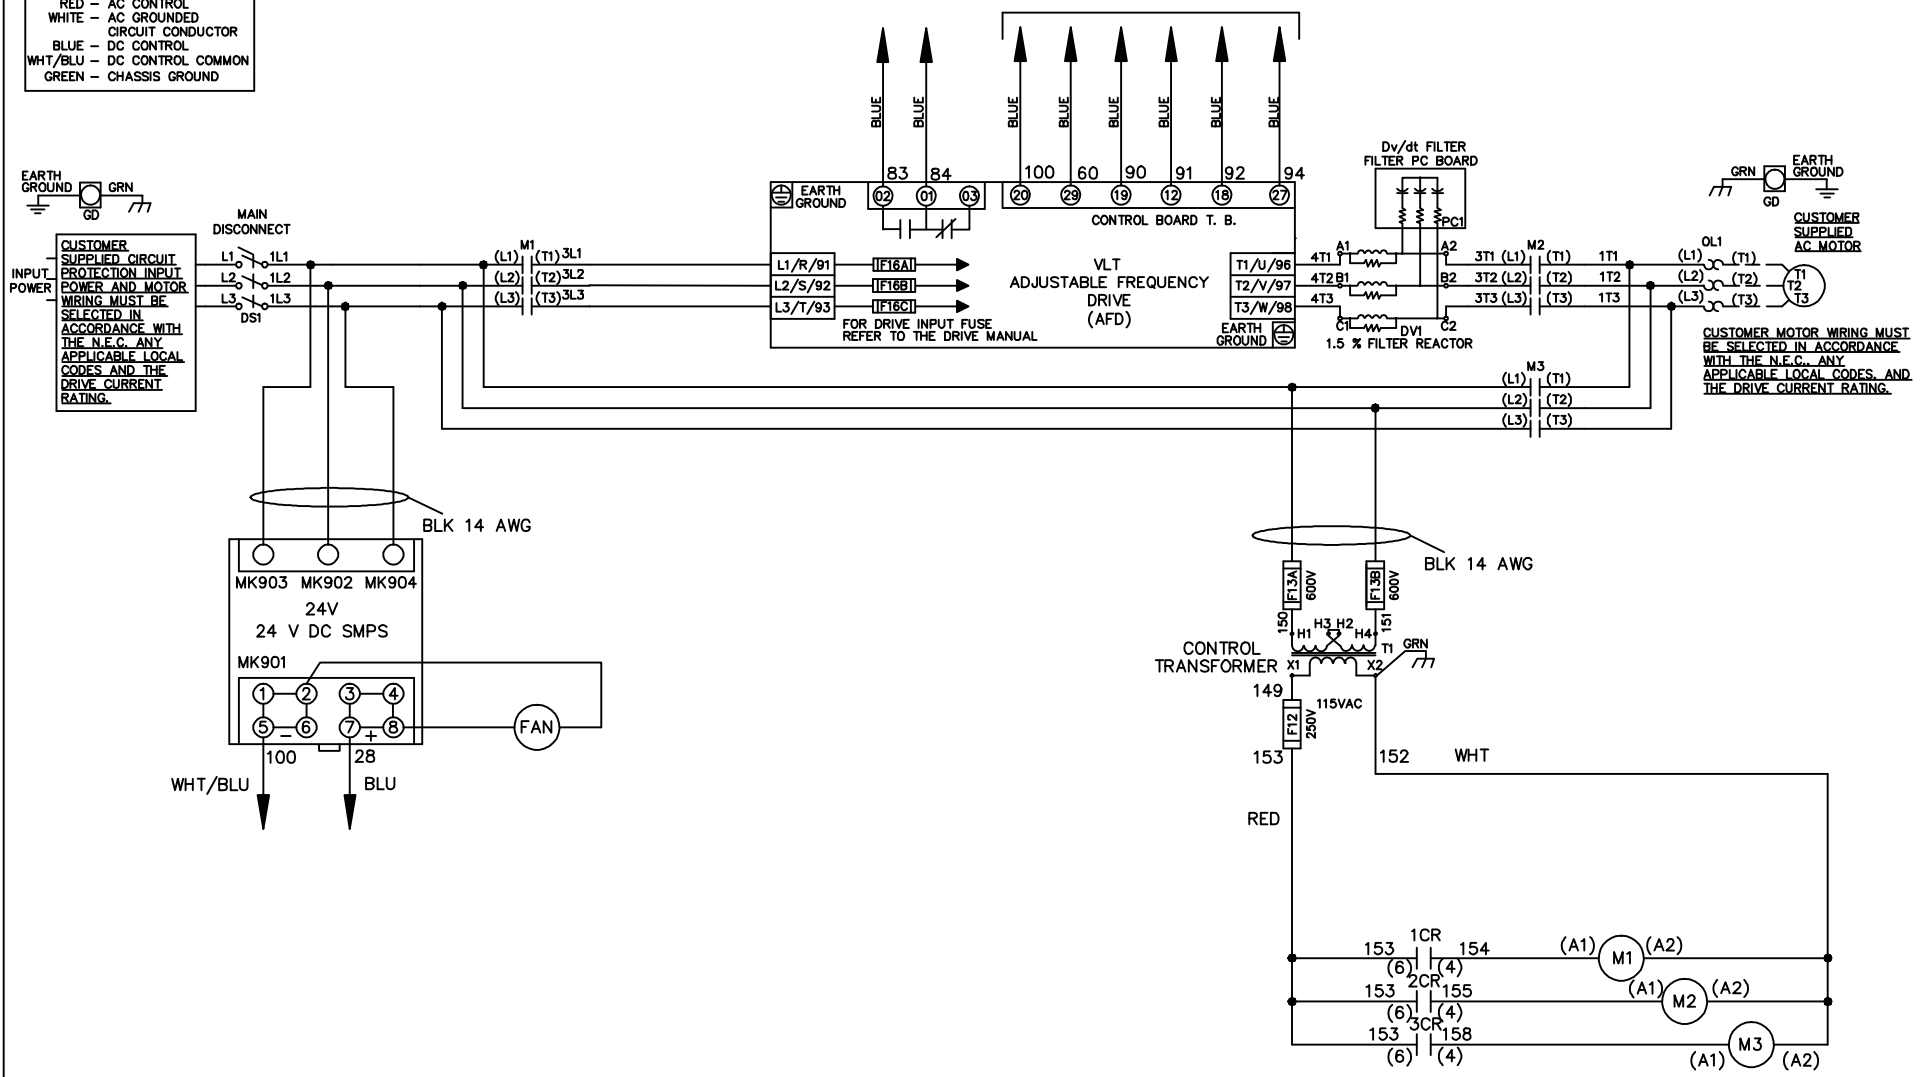 RED – AC CONTROL
WHITE – AC GROUNDED
CIRCUIT CONDUCTOR
BLUE – DC CONTROL
WHT/BLU – DC CONTROL COMMON
GREEN – CHASSIS GROUND
BLUE
BLUE
BLUE
BLUE
BLUE
BLUE
BLUE
BLUE
83
84
100
60
90
91
92
94
02
01
03
20
29
19
12
18
27
EARTH
GROUND
CONTROL BOARD T. B.
EARTH
GROUND
GRN
GD
MAIN
DISCONNECT
INPUT
POWER
CUSTOMER
SUPPLIED CIRCUIT
PROTECTION INPUT
POWER AND MOTOR
WIRING MUST BE
SELECTED IN
ACCORDANCE WITH
THE N.E.C. ANY
APPLICABLE LOCAL
CODES AND THE
DRIVE CURRENT
RATING.
L1 1L1
L2 1L2
L3 1L3
DS1
M1
(L1) (T1) 3L1
(L2) (T2) 3L2
(L3) (T3) 3L3
L1/R/91
L2/S/92
L3/T/93
F16A
F16B
F16C
FOR DRIVE INPUT FUSE
REFER TO THE DRIVE MANUAL
VLT
ADJUSTABLE FREQUENCY
DRIVE
(AFD)
T1/U/96
T2/V/97
T3/W/98
EARTH
GROUND
Dv/dt FILTER
FILTER PC BOARD
PC1
4T1 A1 A2
4T2 B1 B2
4T3 C1 C2
DV1
1.5 % FILTER REACTOR
M2
3T1 (L1) (T1) 1T1
3T2 (L2) (T2) 1T2
3T3 (L3) (T3) 1T3
OL1
(L1) (T1)
(L2) (T2)
(L3) (T3)
T1
T2
T3
GRN
EARTH
GROUND
GD
CUSTOMER
SUPPLIED
AC MOTOR
CUSTOMER MOTOR WIRING MUST
BE SELECTED IN ACCORDANCE
WITH THE N.E.C., ANY
APPLICABLE LOCAL CODES, AND
THE DRIVE CURRENT RATING.
M3
(L1) (T1)
(L2) (T2)
(L3) (T3)
BLK 14 AWG
MK903 MK902 MK904
24V
24 V DC SMPS
MK901
1 2 3 4
5 6 7 8
– +
FAN
100
28
WHT/BLU
BLU
BLK 14 AWG
F13A
600V
F13B
600V
150
151
H1 H3 H2 H4
T1
GRN
CONTROL
TRANSFORMER
X1 X2
149
115VAC
F12
250V
153
152
WHT
RED
1CR
153 154
(6) (4)
(A1) M1 (A2)
2CR
153 155
(6) (4)
(A1) M2 (A2)
3CR
153 158
(6) (4)
(A1) M3 (A2)